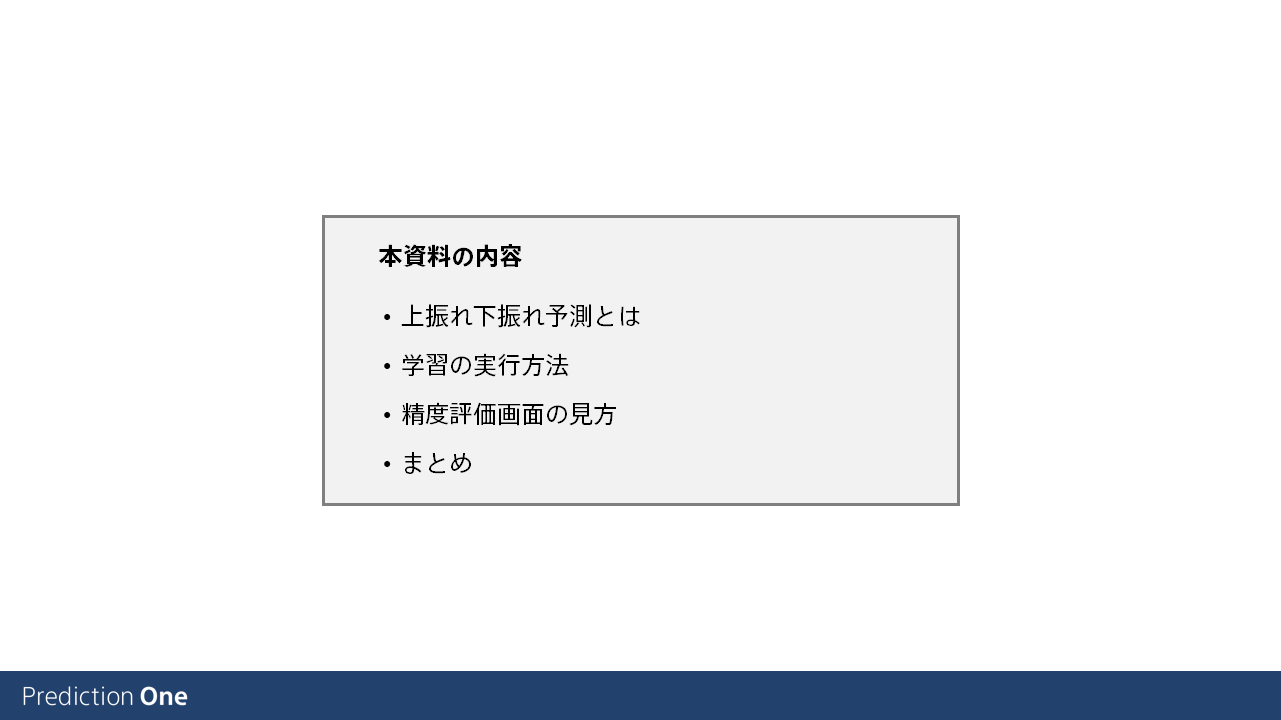 本資料の内容
• 上振れ下振れ予測とは
• 学習の実行方法
• 精度評価画面の見方
• まとめ
Prediction One